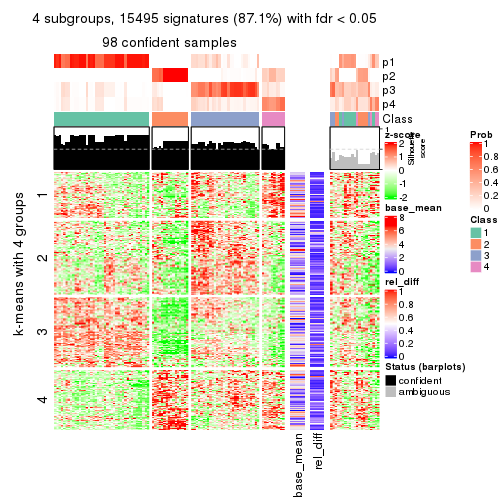 4 subgroups, 15495 signatures (87.1%) with fdr < 0.05
98 confident samples
p1
p2
p3
p4
Class
1
Silhouette
score
k-means with 4 groups
1
2
3
4
base_mean
rel_diff
z-score
2
1
0
-1
-2
base_mean
8
6
4
2
0
rel_diff
1
0.8
0.6
0.4
0.2
0
Status (barplots)
confident
ambiguous
Prob
1
0.8
0.6
0.4
0.2
0
Class
1
2
3
4